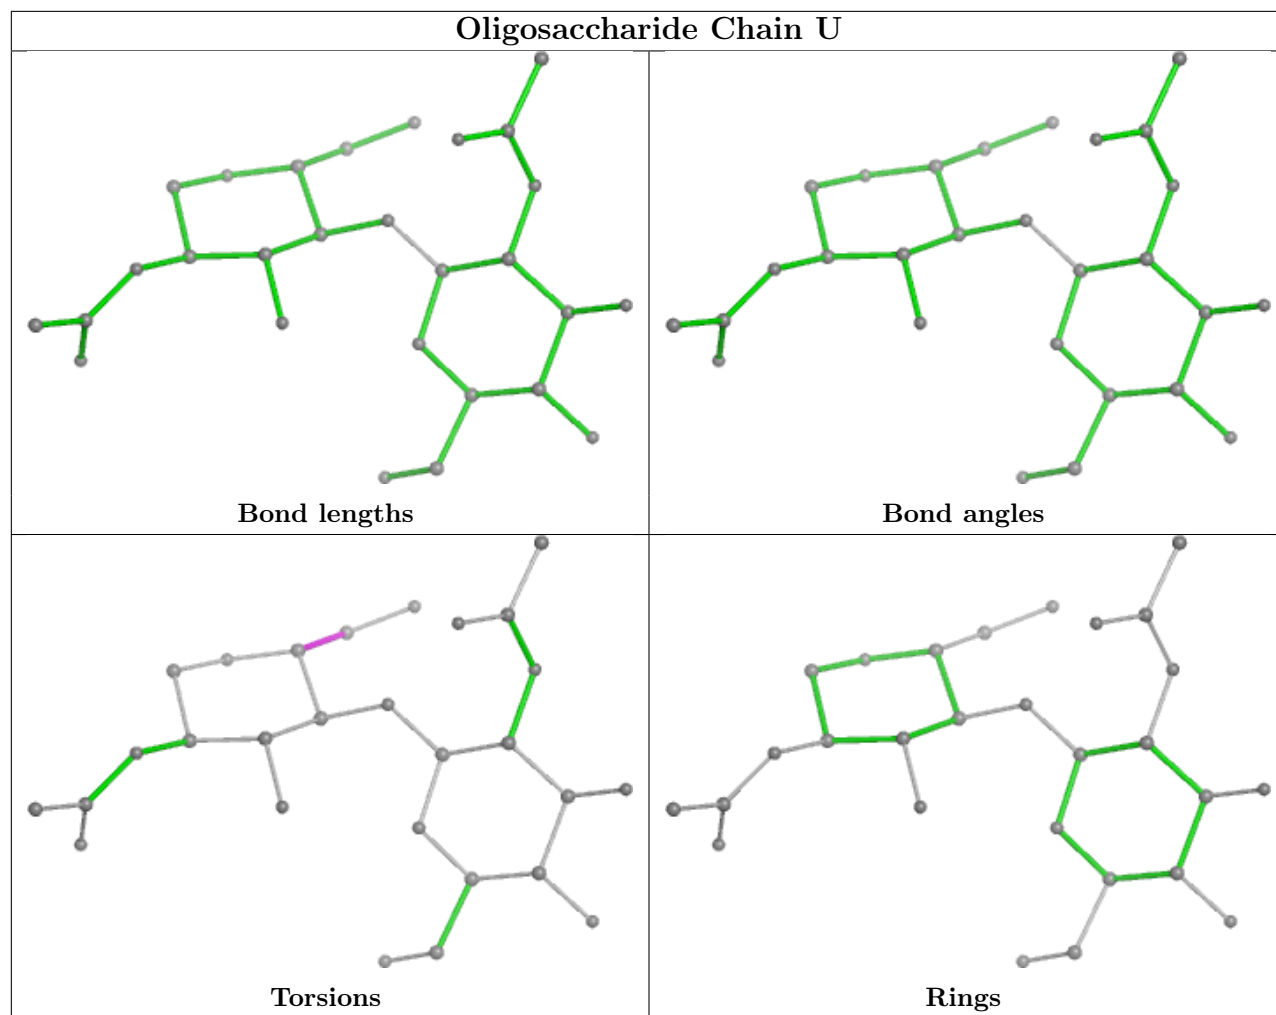 Oligosaccharide Chain U
Bond lengths
Bond angles
Torsions
Rings